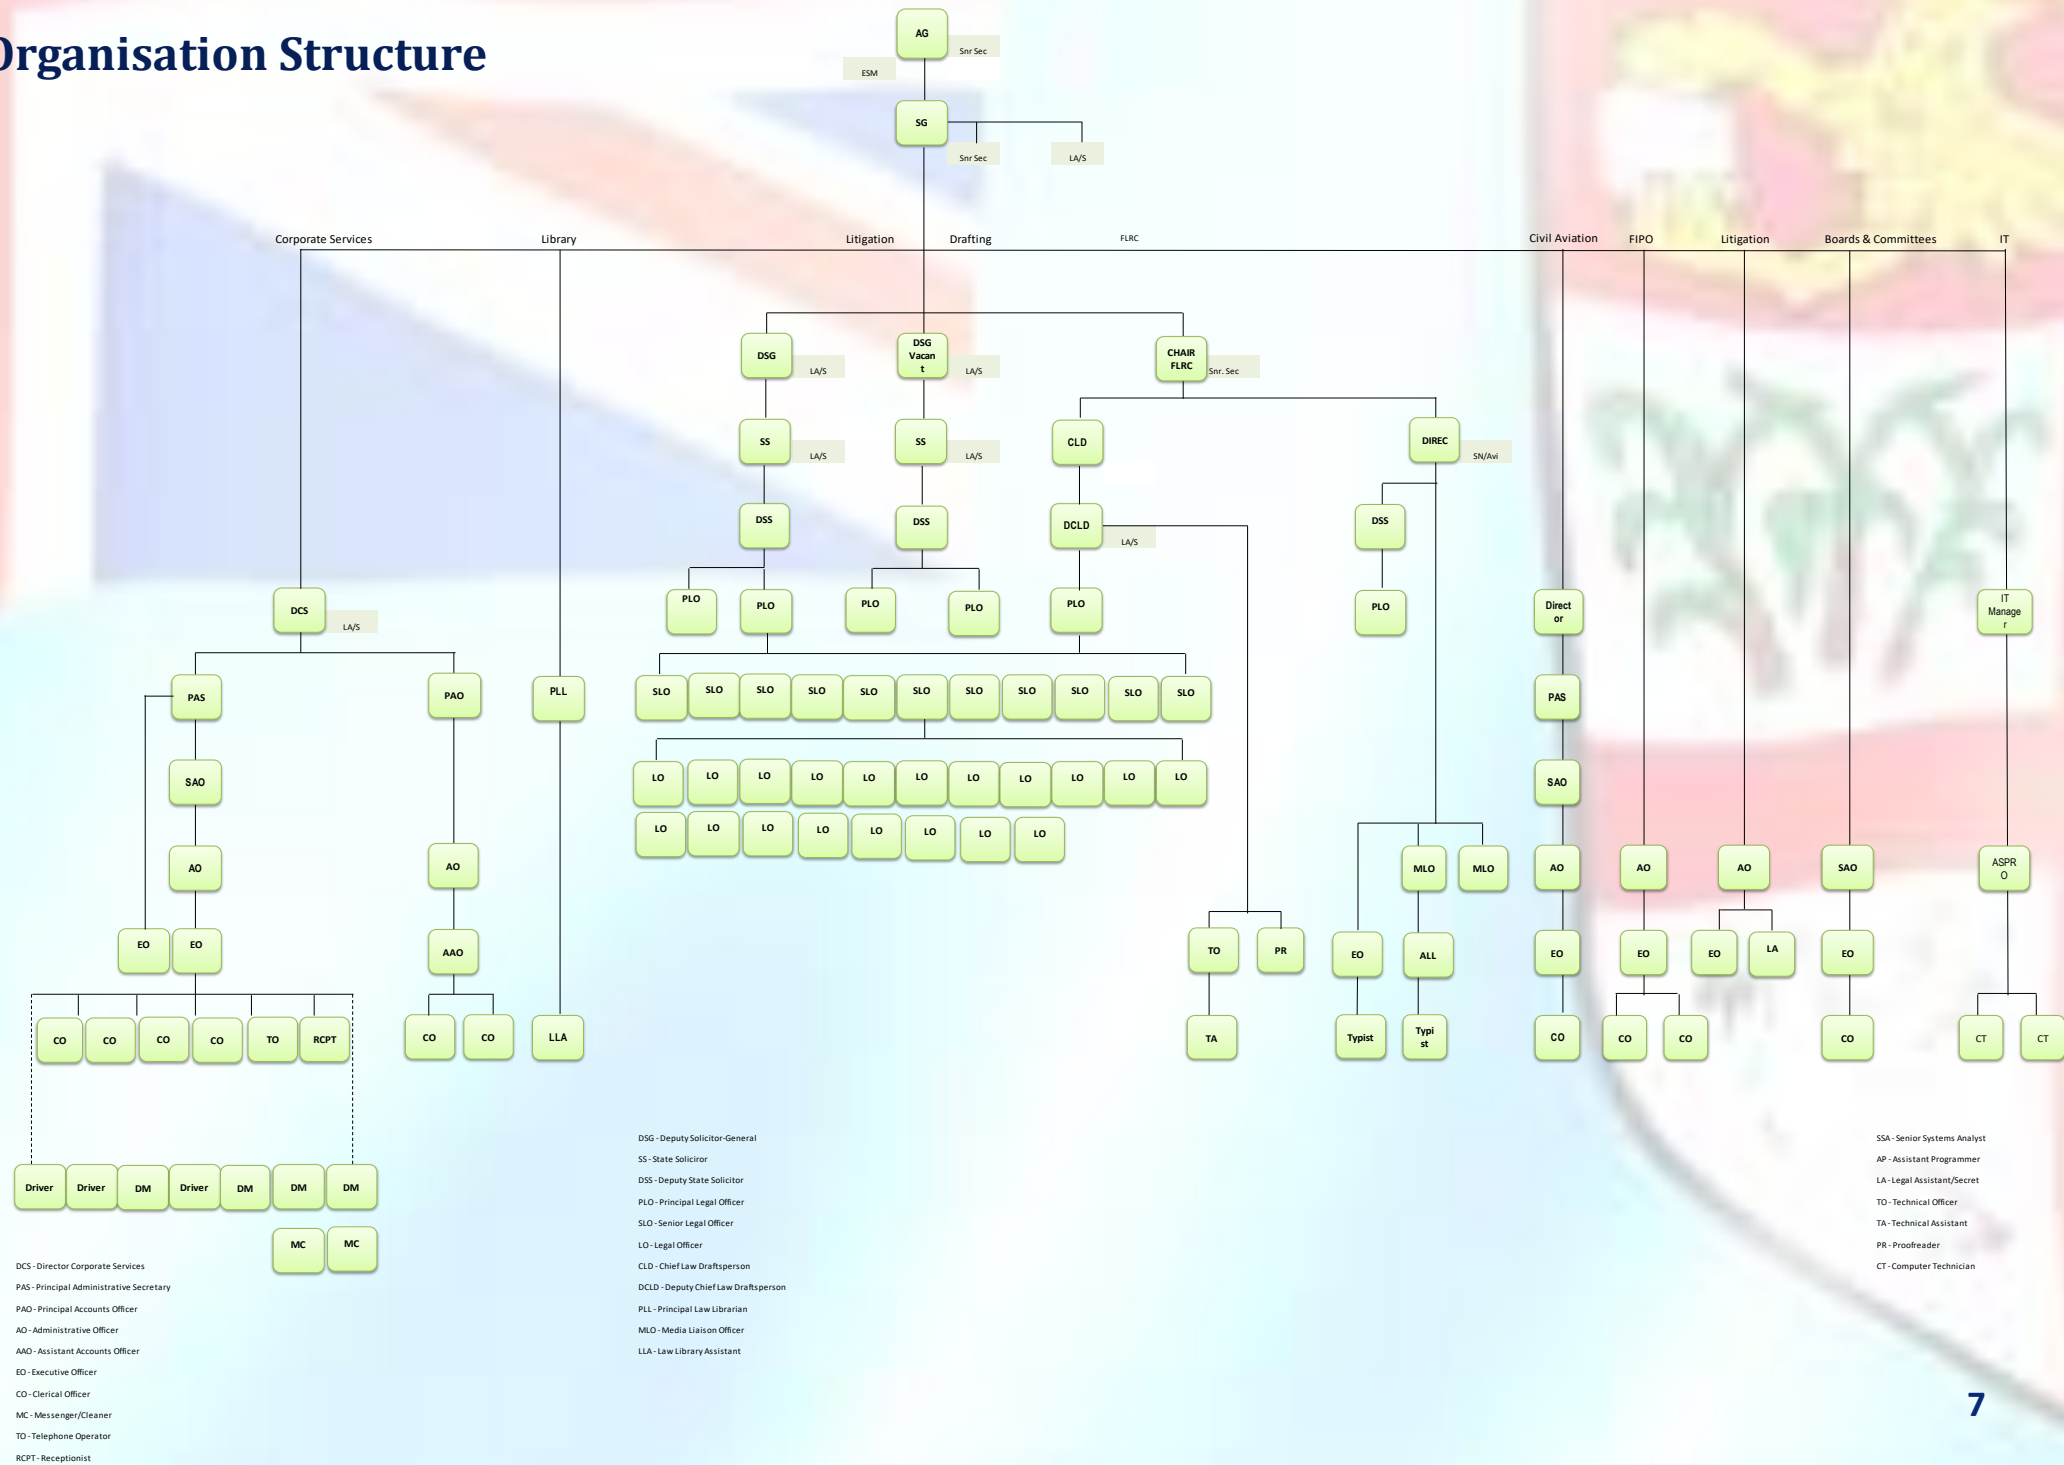 Organisation Structure
AG
Snr Sec
ESM
SG
Snr Sec
LA/S
Corporate Services
Library
Litigation
Drafting
FLRC
Civil Aviation
FIPO
Litigation
Boards & Committees
IT
DSG
LA/S
DSG
Vacan
t
LA/S
CHAIR
FLRC
Snr. Sec
SS
LA/S
SS
LA/S
CLD
DIREC
SN/Avi
DSS
DSS
DCLD
LA/S
DSS
DCS
LA/S
PLO
PLO
PLO
PLO
PLO
PLO
Direct
or
IT
Manage
r
PAS
PAO
PLL
SLO
SLO
SLO
SLO
SLO
SLO
SLO
SLO
SLO
SLO
SLO
PAS
SAO
LO
LO
LO
LO
LO
LO
LO
LO
LO
LO
LO
SAO
LO
LO
LO
LO
LO
LO
LO
LO
AO
AO
MLO
MLO
AO
AO
AO
SAO
ASPR
O
EO
EO
AAO
TO
PR
EO
ALL
EO
EO
EO
LA
EO
CO
CO
CO
CO
TO
RCPT
CO
CO
LLA
TA
Typist
Typi
st
CO
CO
CO
CO
CT
CT
Driver
Driver
DM
Driver
DM
DM
DM
MC
MC
DCS - Director Corporate Services
PAS - Principal Administrative Secretary
PAO - Principal Accounts Officer
AO - Administrative Officer
AAO - Assistant Accounts Officer
EO - Executive Officer
CO - Clerical Officer
MC - Messenger/Cleaner
TO - Telephone Operator
RCPT - Receptionist
DSG - Deputy Solicitor-General
SS - State Soliciror
DSS - Deputy State Solicitor
PLO - Principal Legal Officer
SLO - Senior Legal Officer
LO - Legal Officer
CLD - Chief Law Draftsperson
DCLD - Deputy Chief Law Draftsperson
PLL - Principal Law Librarian
MLO - Media Liaison Officer
LLA - Law Library Assistant
SSA - Senior Systems Analyst
AP - Assistant Programmer
LA - Legal Assistant/Secret
TO - Technical Officer
TA - Technical Assistant
PR - Proofreader
CT - Computer Technician
7